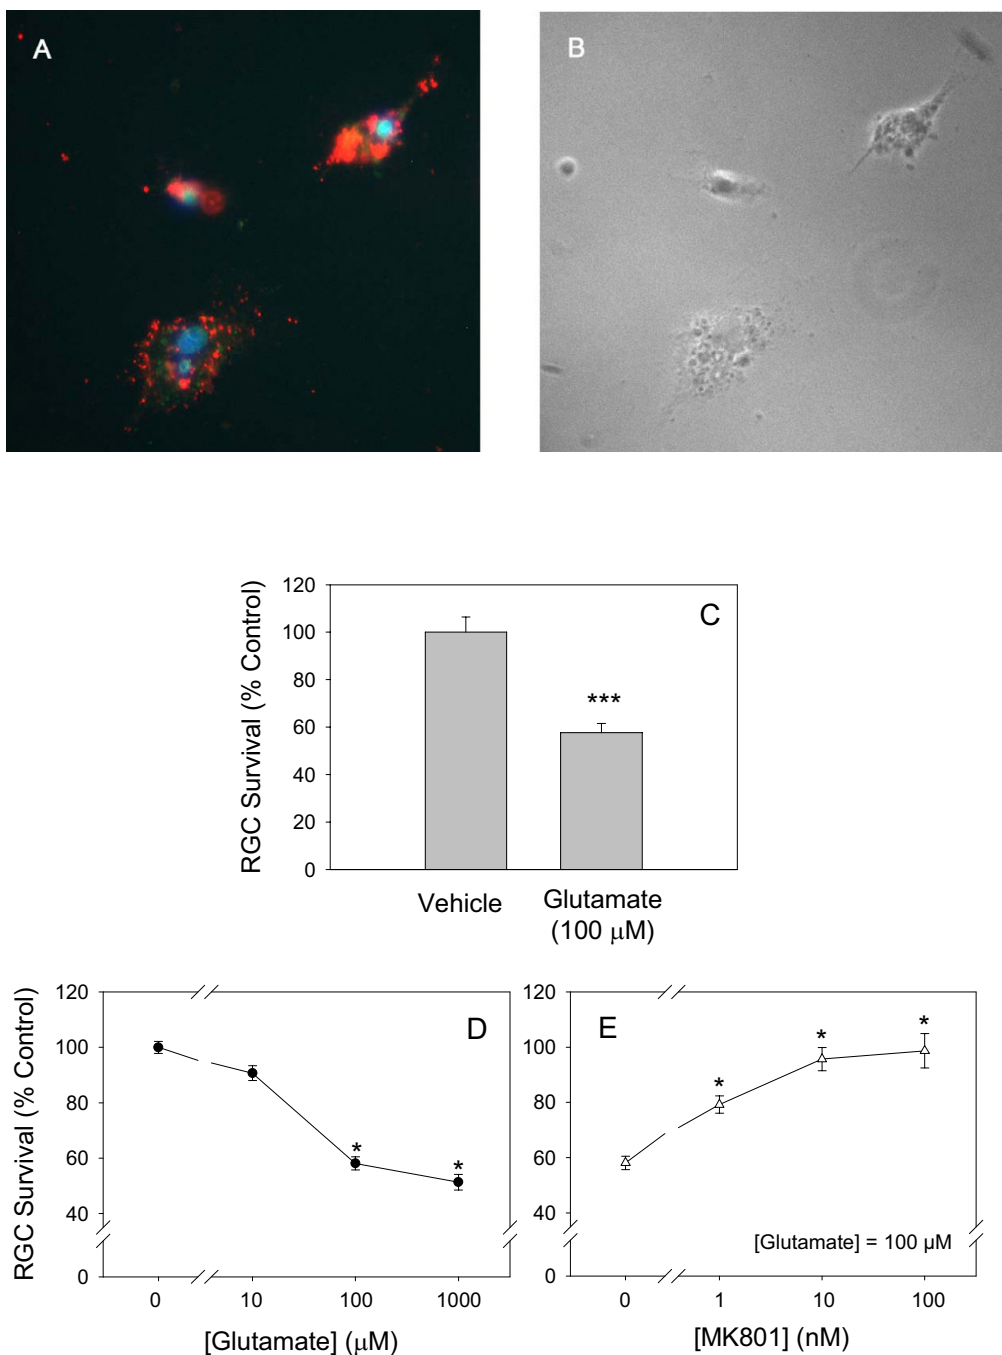 A
B
120
100
80
60
40
20
0
RGC Survival (% Control)
C
***
Vehicle
Glutamate
(100 μM)
120
100
80
60
40
0
RGC Survival (% Control)
D
*
*
0
10
100
1000
[Glutamate] (μM)
120
100
80
60
40
0
E
*
*
*
[Glutamate] = 100 μM
0
1
10
100
[MK801] (nM)